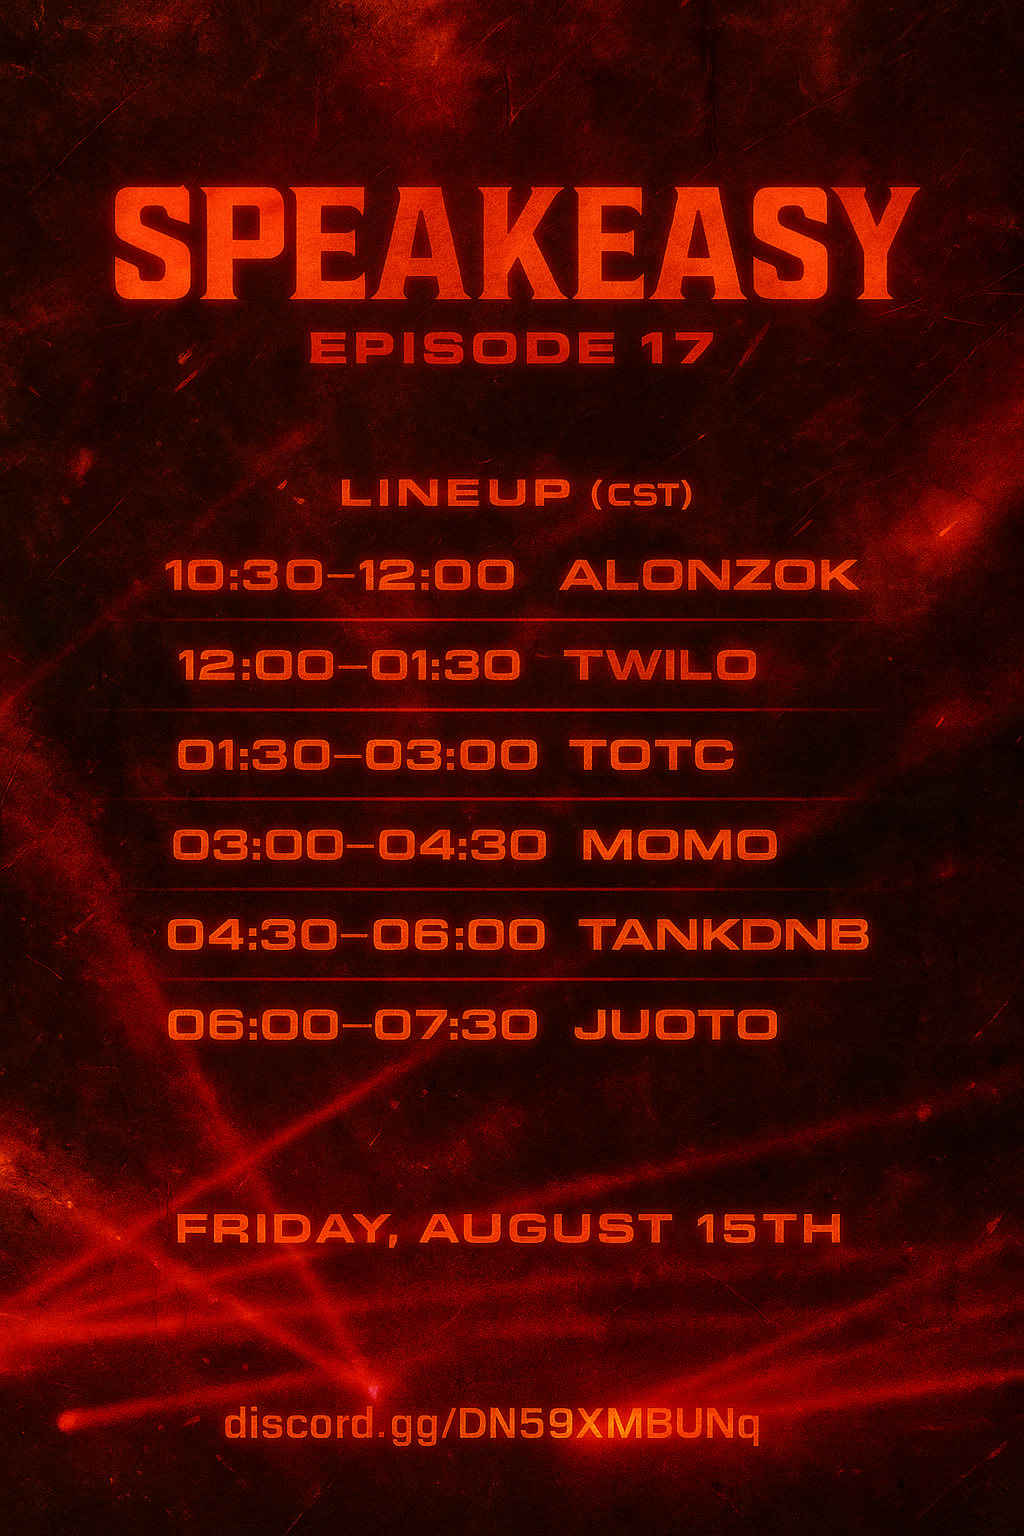 SPEAKEASY
EPISODE 17
LINEUP (CST)
10:30–12:00 ALONZOK
12:00–01:30 TWILO
01:30–03:00 TOTC
03:00–04:30 MOMO
04:30–06:00 TANKDNB
06:00–07:30 JUOTO
FRIDAY, AUGUST 15TH
discord.gg/DN59XMBUNq